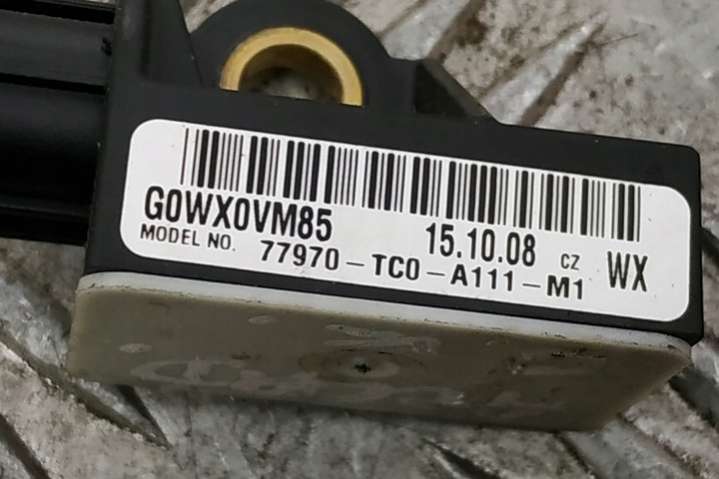 G0WX0VM85 15.10.08 CZ WX
MODEL NO. 77970-TC0-A111-M1